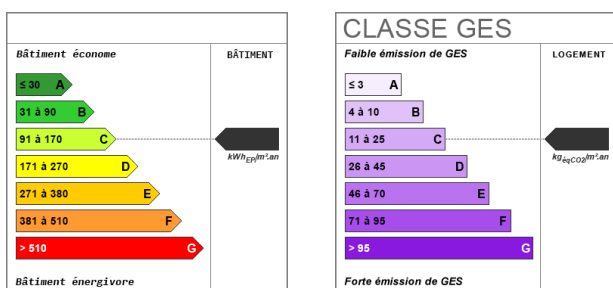 Bâtiment économe
BÂTIMENT
≤ 30 A
31 à 90 B
91 à 170 C
kWhEP/m².an
171 à 270 D
271 à 380 E
381 à 510 F
> 510 G
Bâtiment énergivore
CLASSE GES
Faible émission de GES
LOGEMENT
≤ 3 A
4 à 10 B
11 à 25 C
kgéqCO2/m².an
26 à 45 D
46 à 70 E
71 à 95 F
> 95 G
Forte émission de GES